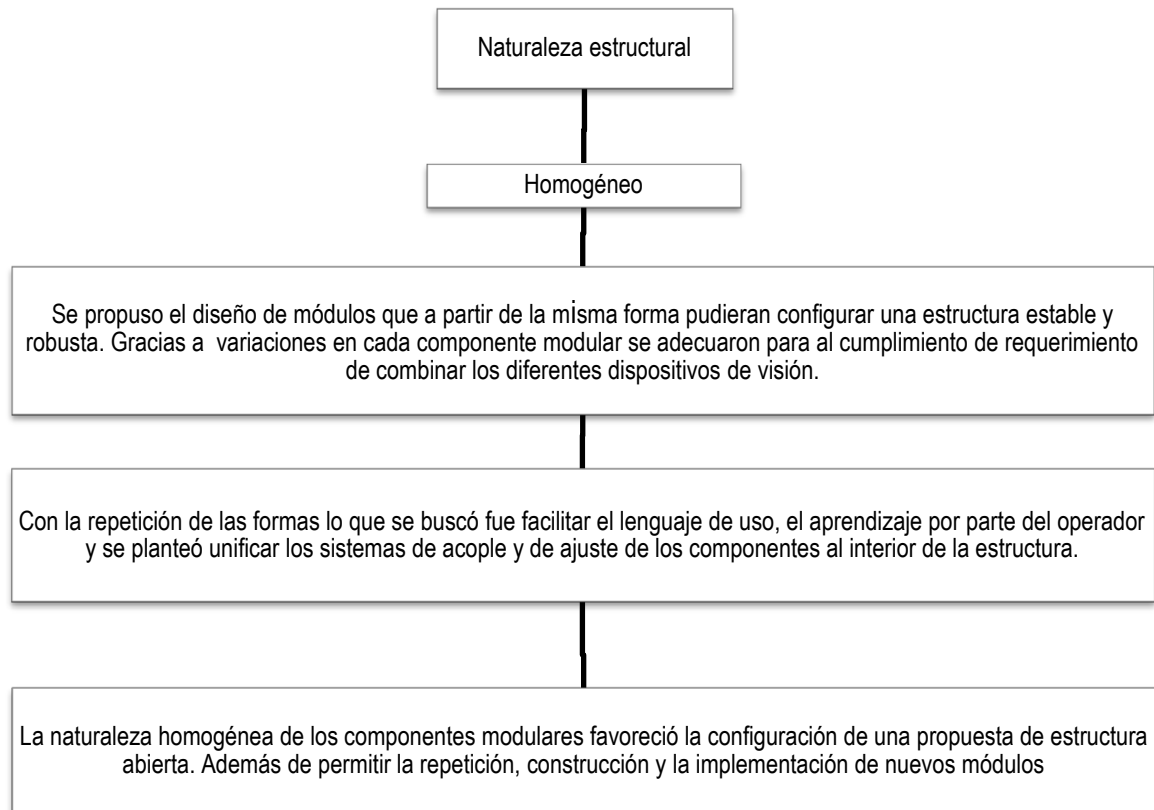 Naturaleza estructural
Homogéneo
Se propuso el diseño de módulos que a partir de la misma forma pudieran configurar una estructura estable y
robusta. Gracias a  variaciones en cada componente modular se adecuaron para al cumplimiento de requerimiento
de combinar los diferentes dispositivos de visión.
Con la repetición de las formas lo que se buscó fue facilitar el lenguaje de uso, el aprendizaje por parte del operador
y se planteó unificar los sistemas de acople y de ajuste de los componentes al interior de la estructura.
La naturaleza homogénea de los componentes modulares favoreció la configuración de una propuesta de estructura
abierta. Además de permitir la repetición, construcción y la implementación de nuevos módulos